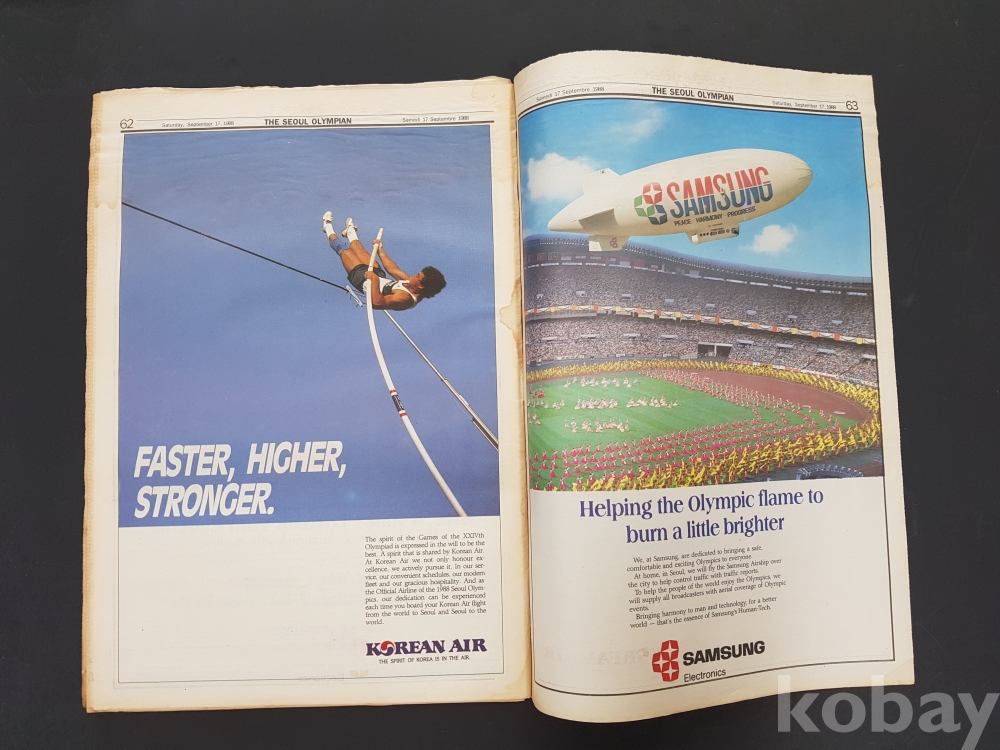 62
Saturday, September 17, 1988
THE SEOUL OLYMPIAN
Samedi 17 Septembre 1988
FASTER, HIGHER,
STRONGER.
The spirit of the Games of the XXIVth
Olympiad is expressed in the will to be the
best. A spirit that is shared by Korean Air.
At Korean Air we not only honour ex-
cellence, we actively pursue it. In our ser-
vice, our convenient schedules, our modern
fleet and our gracious hospitality. And as
the Official Airline of the 1988 Seoul Olym-
pics, our dedication can be experienced
each time you board your Korean Air flight
from the world to Seoul and Seoul to the
world.
KOREAN AIR
THE SPIRIT OF KOREA IS IN THE AIR.
Samedi 17 Septembre 1988
THE SEOUL OLYMPIAN
Saturday, September 17, 1988
63
SAMSUNG
PEACE · HARMONY · PROGRESS
Helping the Olympic flame to
burn a little brighter
We, at Samsung, are dedicated to bringing a safe,
comfortable and exciting Olympics to everyone.
At home, in Seoul, we will fly the Samsung Airship over
the city to help control traffic with traffic reports.
To help the people of the world enjoy the Olympics, we
will supply all broadcasters with aerial coverage of Olympic
events.
Bringing harmony to man and technology, for a better
world — that's the essence of Samsung's Human-Tech.
SAMSUNG
Electronics
kobay